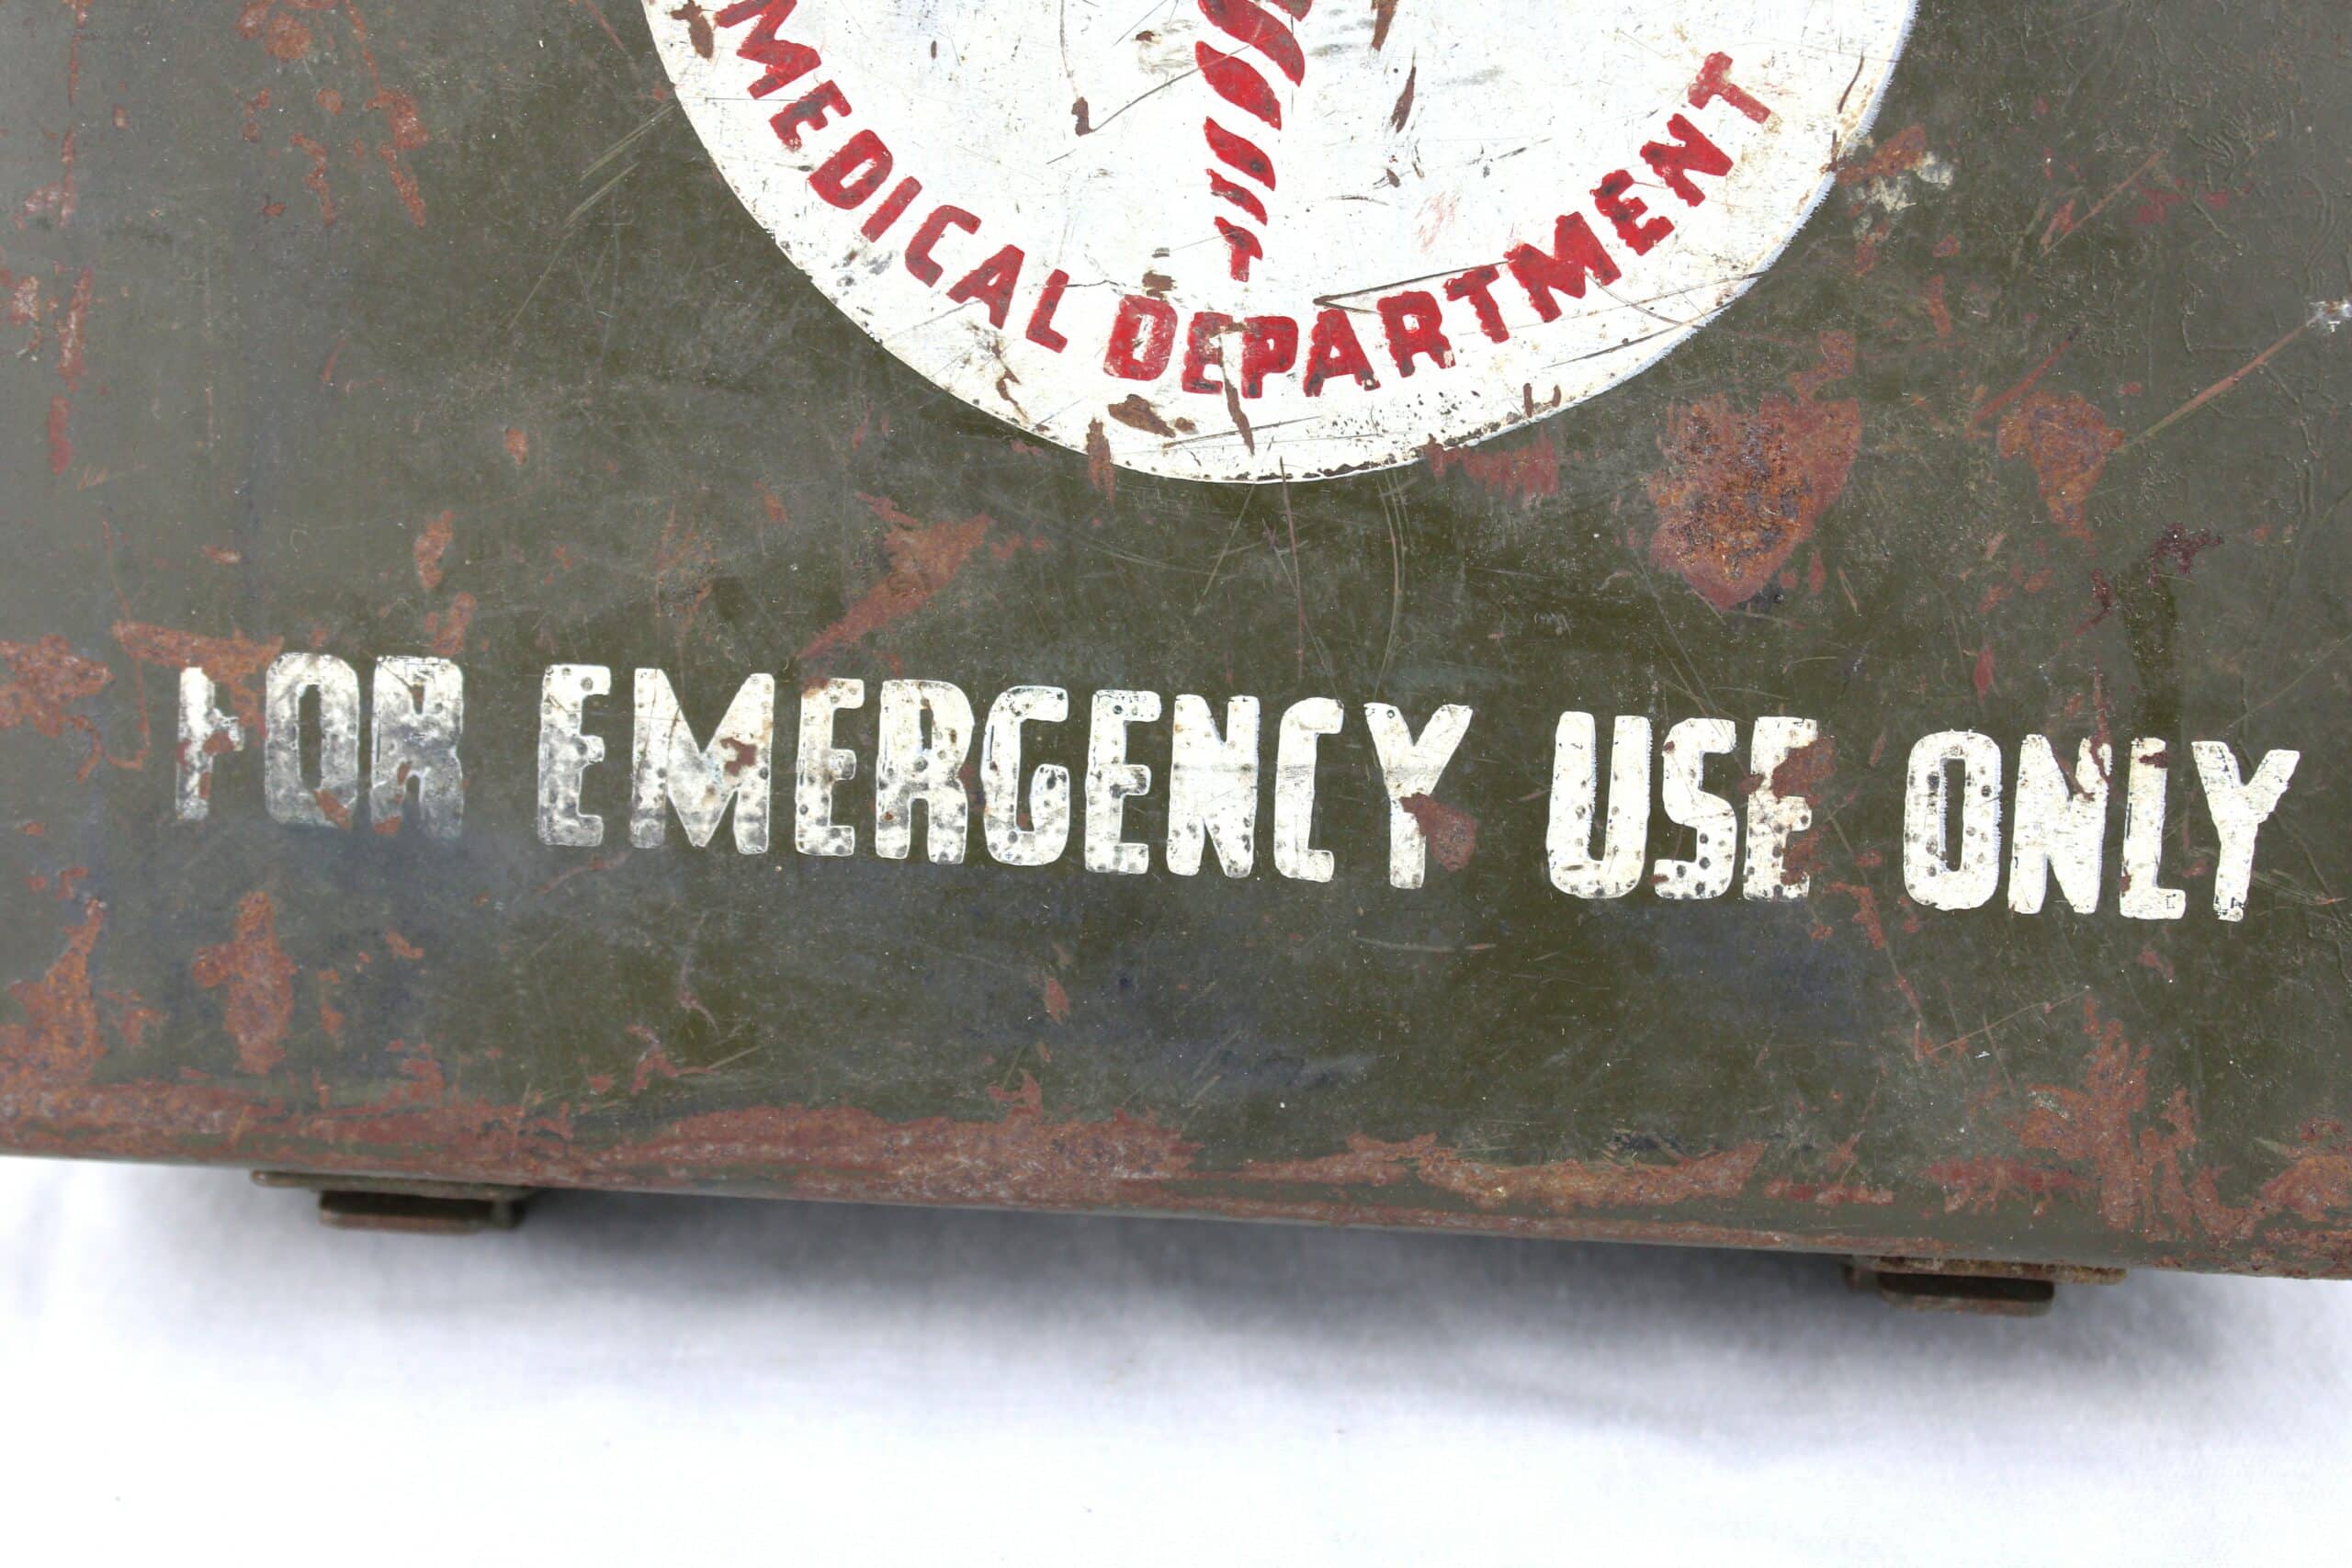 MEDICAL DEPARTMENT
FOR EMERGENCY USE ONLY